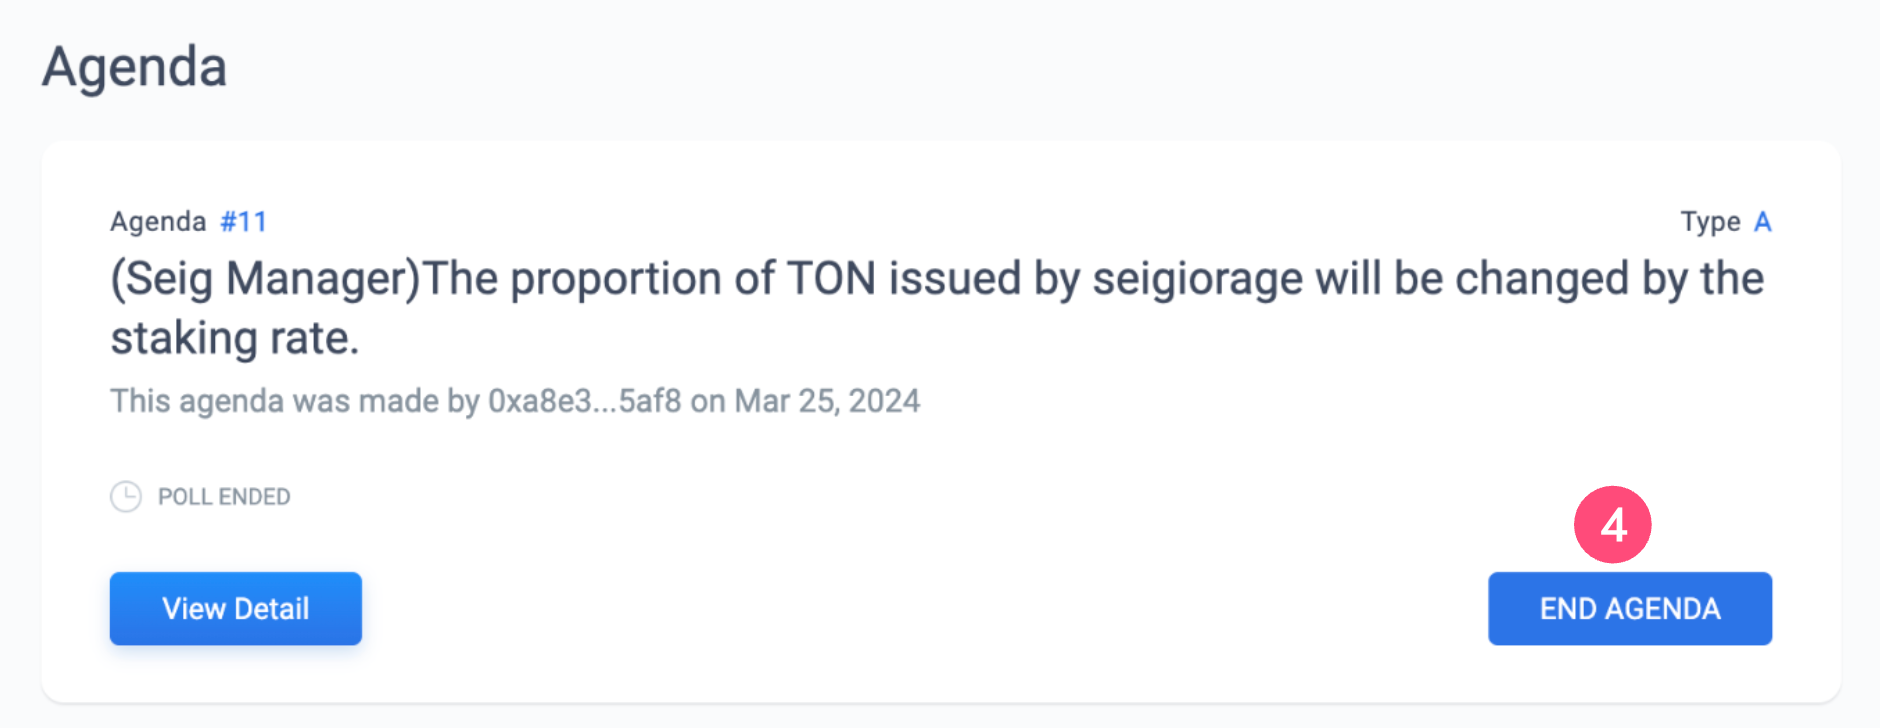 Agenda
Agenda #11
Type A
(Seig Manager)The proportion of TON issued by seigiorage will be changed by the
staking rate.
This agenda was made by 0xa8e3...5af8 on Mar 25, 2024
POLL ENDED
4
View Detail
END AGENDA